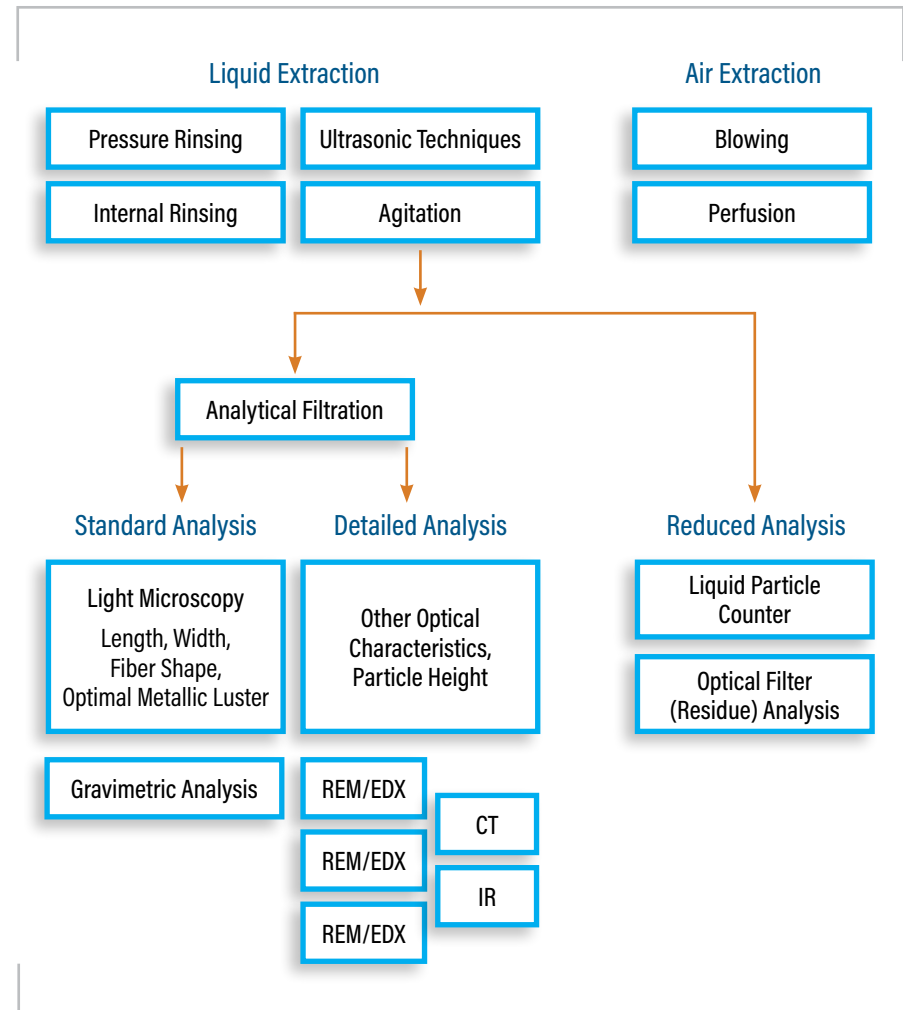 Liquid Extraction
Air Extraction
Pressure Rinsing
Ultrasonic Techniques
Blowing
Internal Rinsing
Agitation
Perfusion
Analytical Filtration
Standard Analysis
Detailed Analysis
Reduced Analysis
Light Microscopy
Length, Width,
Fiber Shape,
Optimal Metallic Luster
Other Optical
Characteristics,
Particle Height
Liquid Particle
Counter
Optical Filter
(Residue) Analysis
Gravimetric Analysis
REM/EDX
CT
REM/EDX
IR
REM/EDX